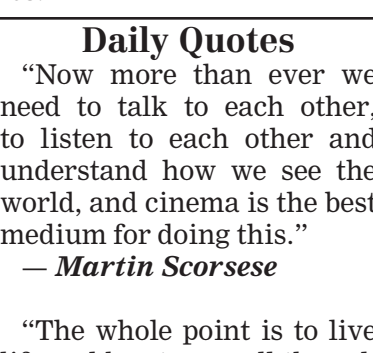 Daily Quotes
“Now more than ever we
need to talk to each other,
to listen to each other and
understand how we see the
world, and cinema is the best
medium for doing this.”
— Martin Scorsese
“The whole point is to live